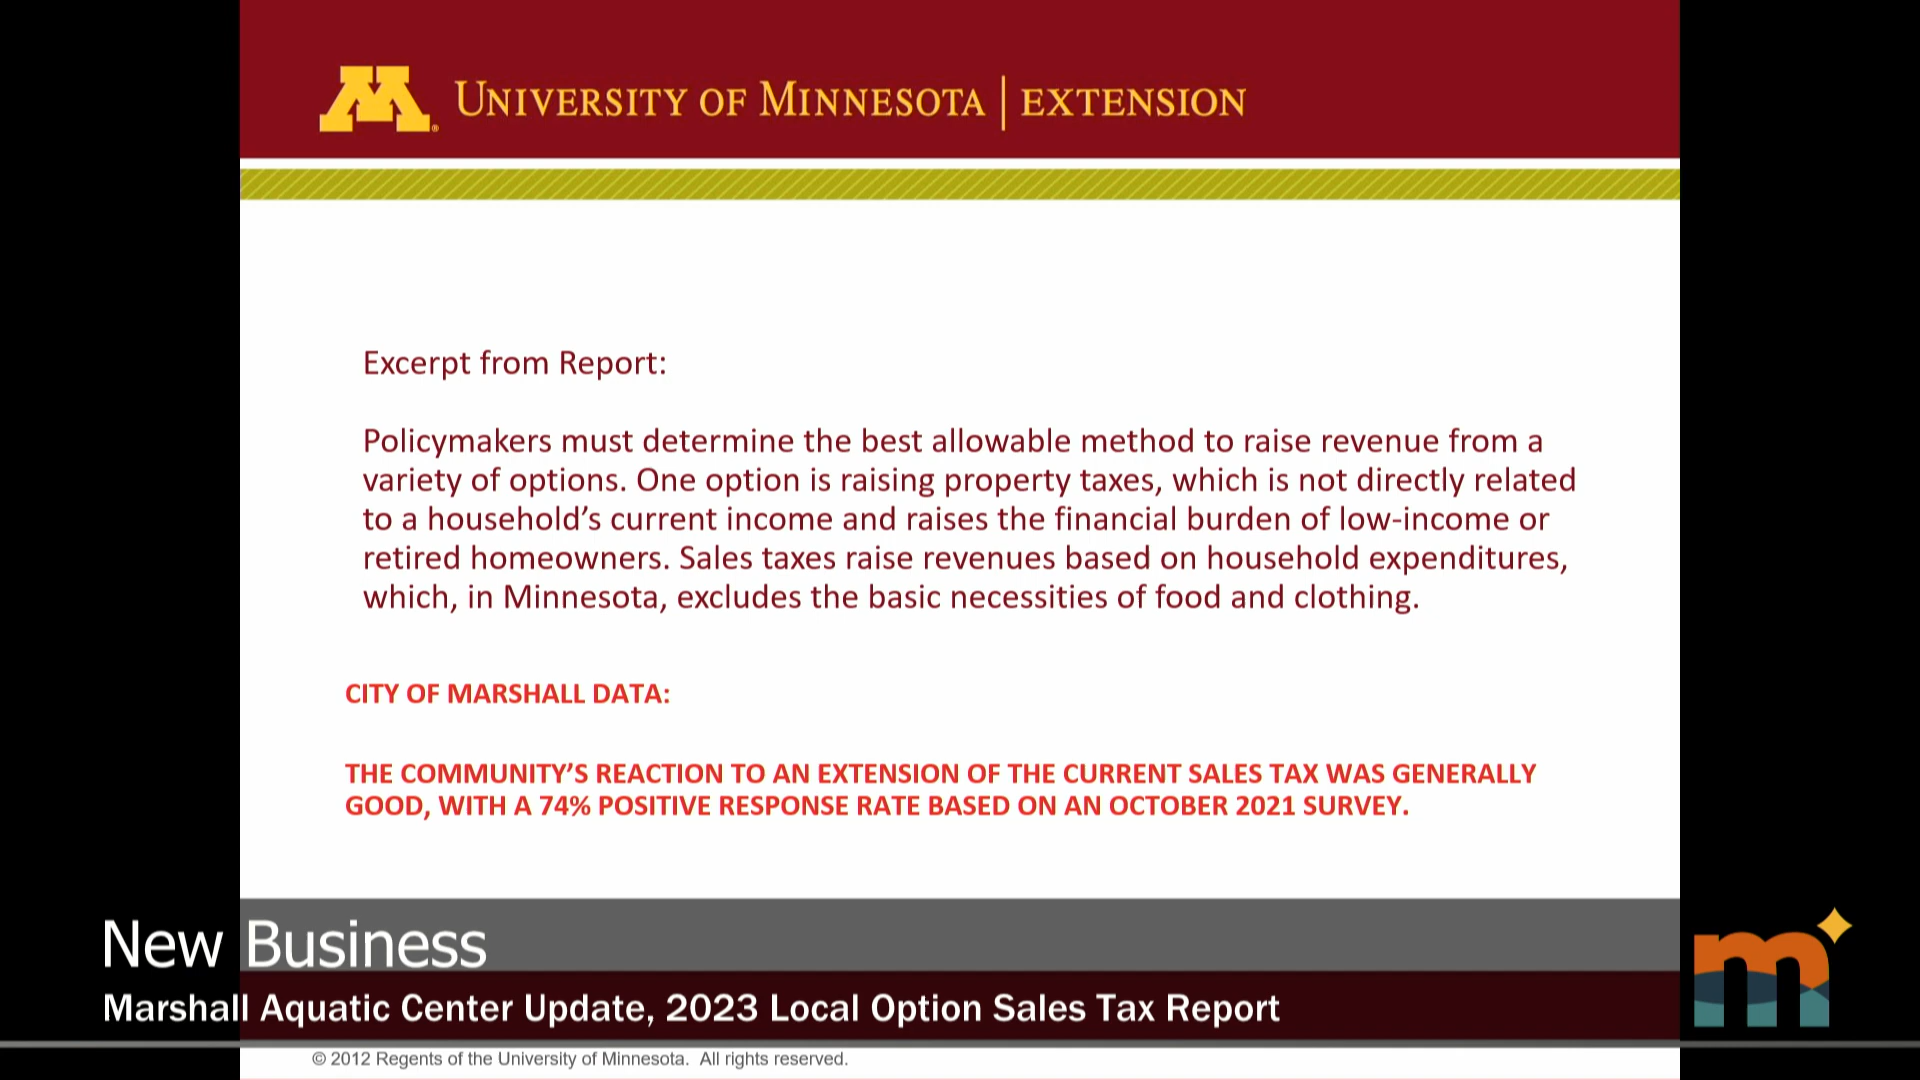 UNIVERSITY OF MINNESOTA | EXTENSION
Excerpt from Report:
Policymakers must determine the best allowable method to raise revenue from a
variety of options. One option is raising property taxes, which is not directly related
to a household’s current income and raises the financial burden of low-income or
retired homeowners. Sales taxes raise revenues based on household expenditures,
which, in Minnesota, excludes the basic necessities of food and clothing.
CITY OF MARSHALL DATA:
THE COMMUNITY’S REACTION TO AN EXTENSION OF THE CURRENT SALES TAX WAS GENERALLY
GOOD, WITH A 74% POSITIVE RESPONSE RATE BASED ON AN OCTOBER 2021 SURVEY.
New Business
Marshall Aquatic Center Update, 2023 Local Option Sales Tax Report
© 2012 Regents of the University of Minnesota. All rights reserved.